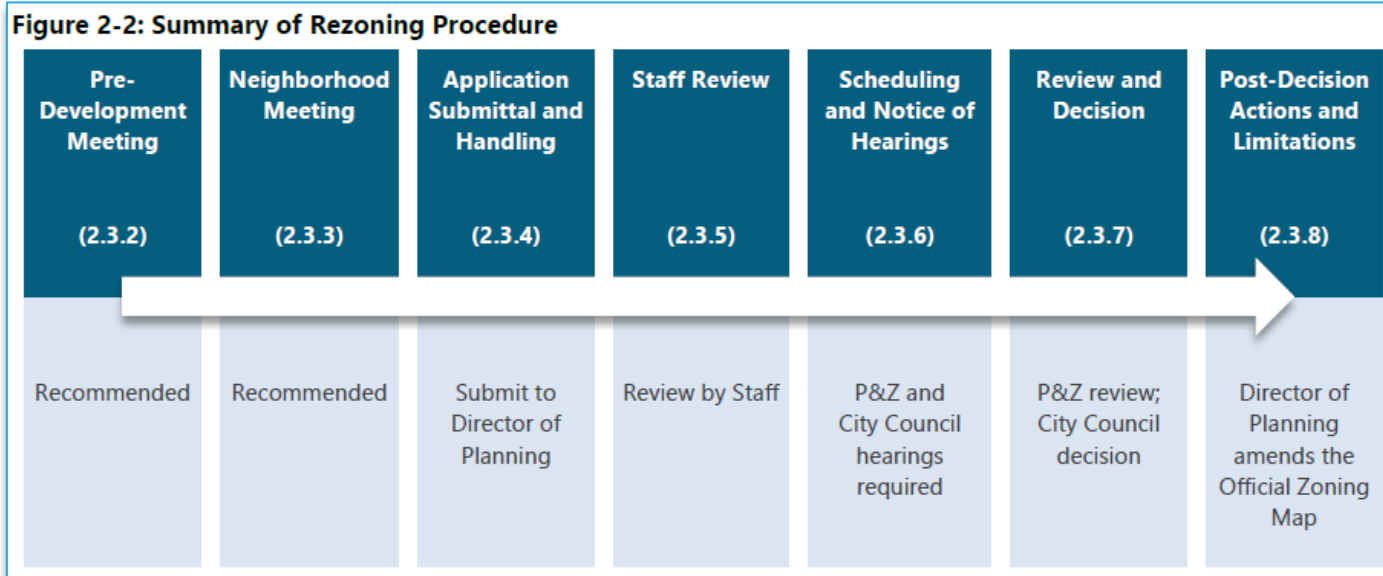 Figure 2-2: Summary of Rezoning Procedure
Pre-
Development
Meeting
(2.3.2)
Recommended
Neighborhood
Meeting
(2.3.3)
Recommended
Application
Submittal and
Handling
(2.3.4)
Submit to
Director of
Planning
Staff Review
(2.3.5)
Review by Staff
Scheduling
and Notice of
Hearings
(2.3.6)
P&Z and
City Council
hearings
required
Review and
Decision
(2.3.7)
P&Z review;
City Council
decision
Post-Decision
Actions and
Limitations
(2.3.8)
Director of
Planning
amends the
Official Zoning
Map